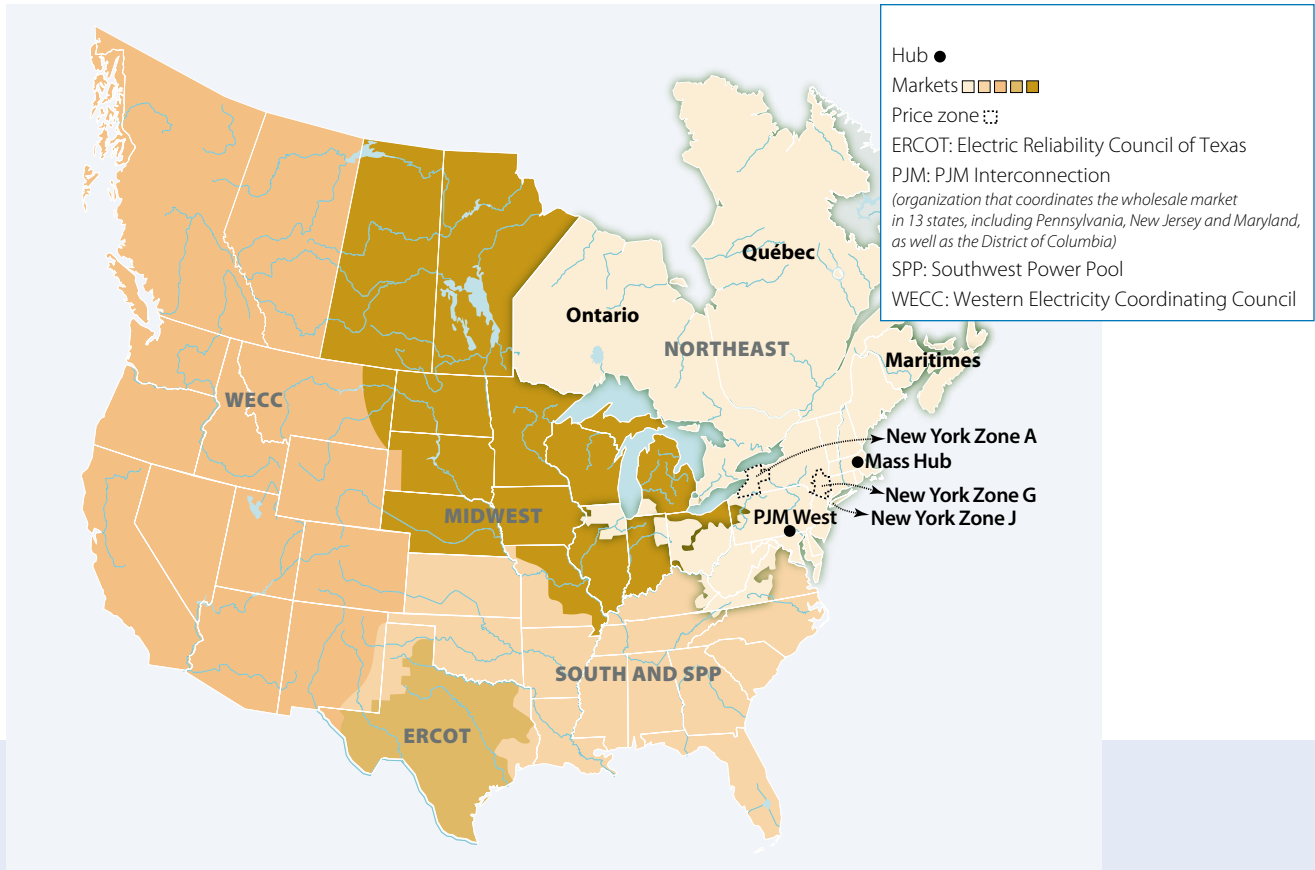 Hub
Markets
Price zone
ERCOT: Electric Reliability Council of Texas
PJM: PJM Interconnection
(organization that coordinates the wholesale market
in 13 states, including Pennsylvania, New Jersey and Maryland,
as well as the District of Columbia)
SPP: Southwest Power Pool
WECC: Western Electricity Coordinating Council
Québec
Ontario
NORTHEAST
Maritimes
WECC
New York Zone A
Mass Hub
New York Zone G
New York Zone J
MIDWEST
PJM West
SOUTH AND SPP
ERCOT